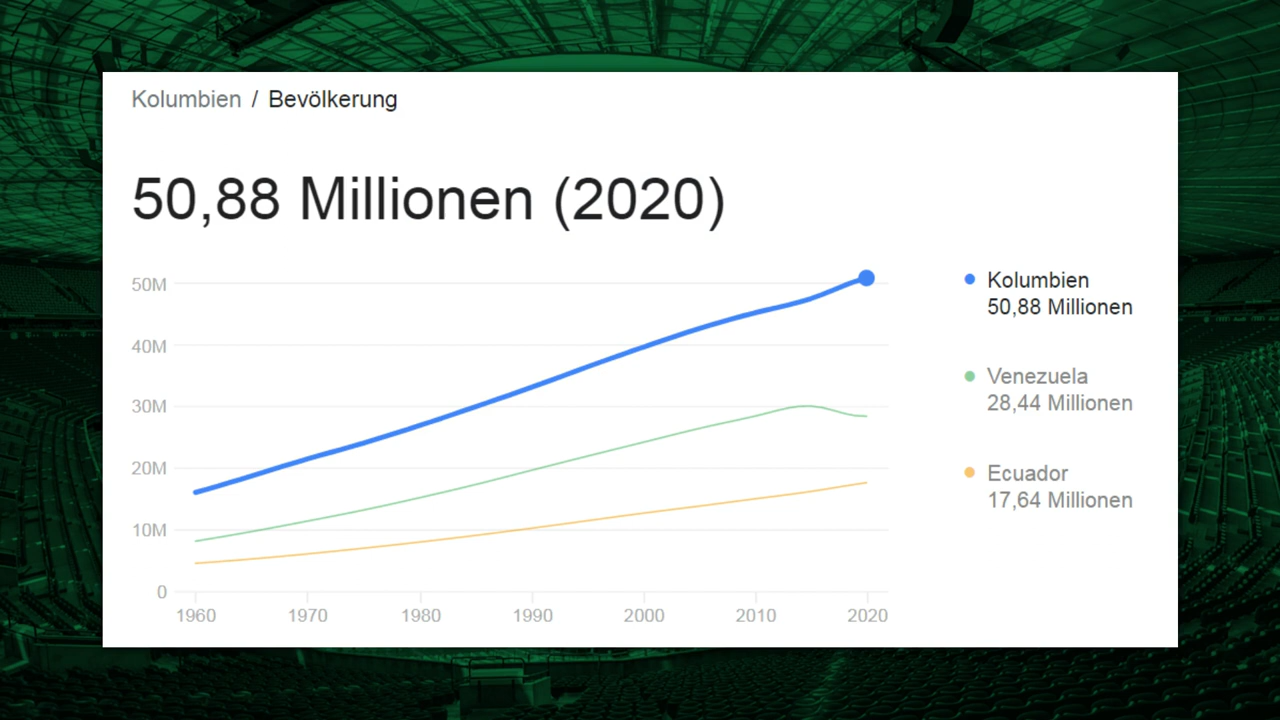 Kolumbien / Bevölkerung
50,88 Millionen (2020)
50M
40M
30M
20M
10M
0
1960 1970 1980 1990 2000 2010 2020
Kolumbien
50,88 Millionen
Venezuela
28,44 Millionen
Ecuador
17,64 Millionen